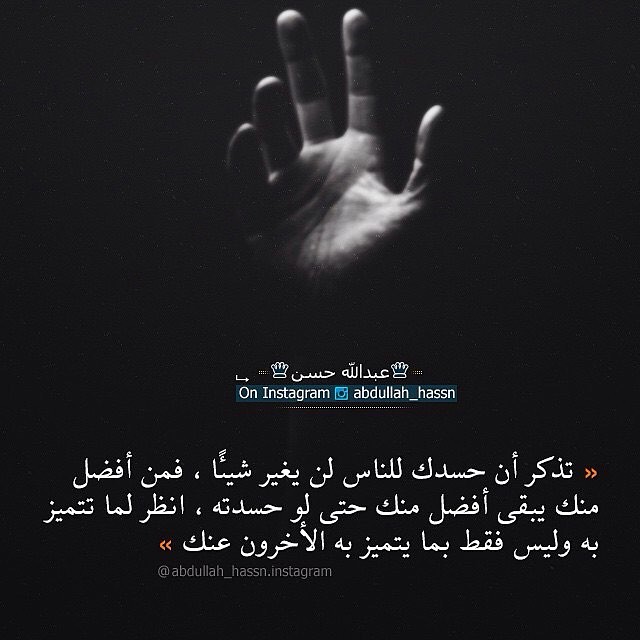 ♕عبدالله حسن♕
On Instagram abdullah_hassn
« تذكر أن حسدك للناس لن يغير شيئًا ، فمن أفضل
منك يبقى أفضل منك حتى لو حسدته ، انظر لما تتميز
به وليس فقط بما يتميز به الأخرون عنك »
@abdullah_hassn.instagram